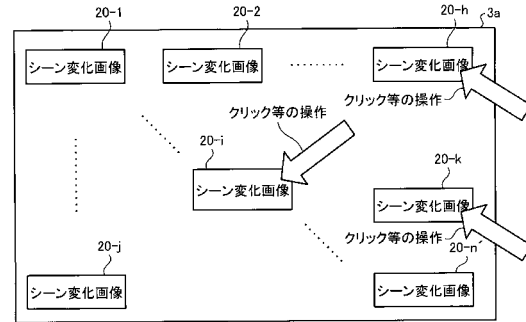 20-1
20-2
20-h
3a
シーン変化画像
シーン変化画像
シーン変化画像
クリック等の操作
クリック等の操作
20-i
シーン変化画像
20-k
シーン変化画像
クリック等の操作
20-j
20-n´
シーン変化画像
シーン変化画像